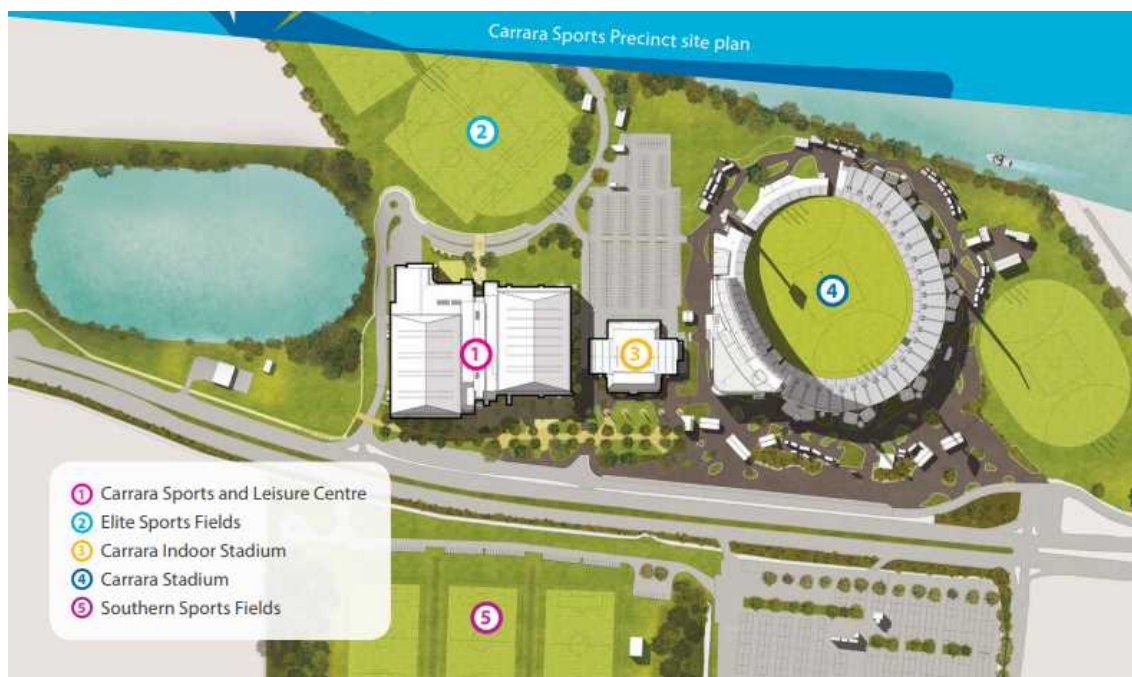 Carrara Sports Precinct site plan
2
4
1
3
1 Carrara Sports and Leisure Centre
2 Elite Sports Fields
3 Carrara Indoor Stadium
4 Carrara Stadium
5 Southern Sports Fields
5